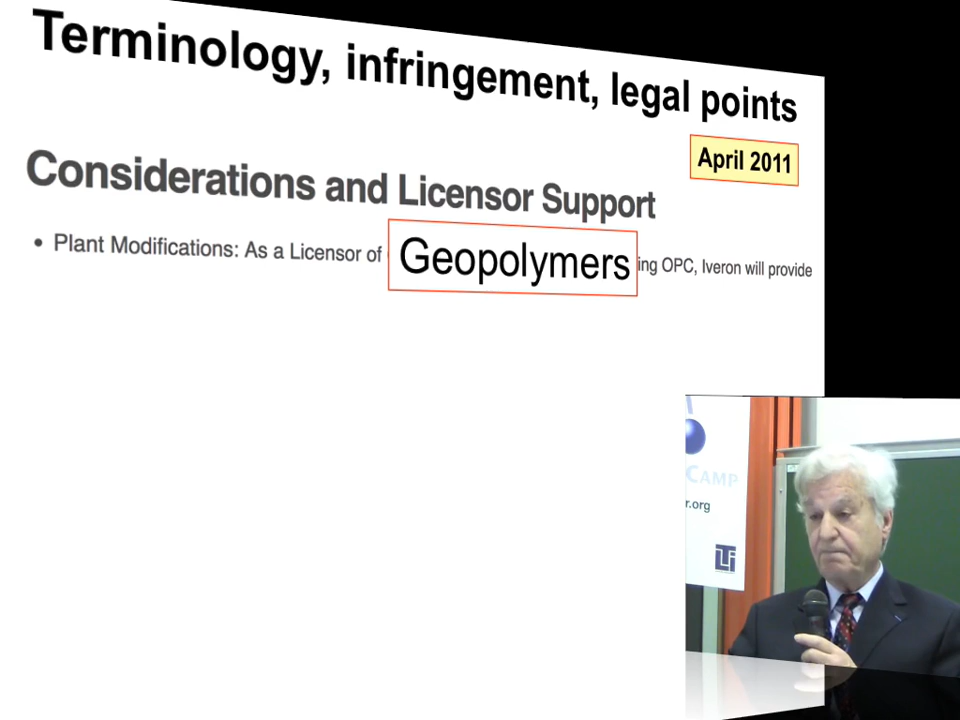 Terminology, infringement, legal points
April 2011
Considerations and Licensor Support
• Plant Modifications: As a Licensor of Geopolymers ing OPC, Iveron will provide
CAMP
r.org
LTi